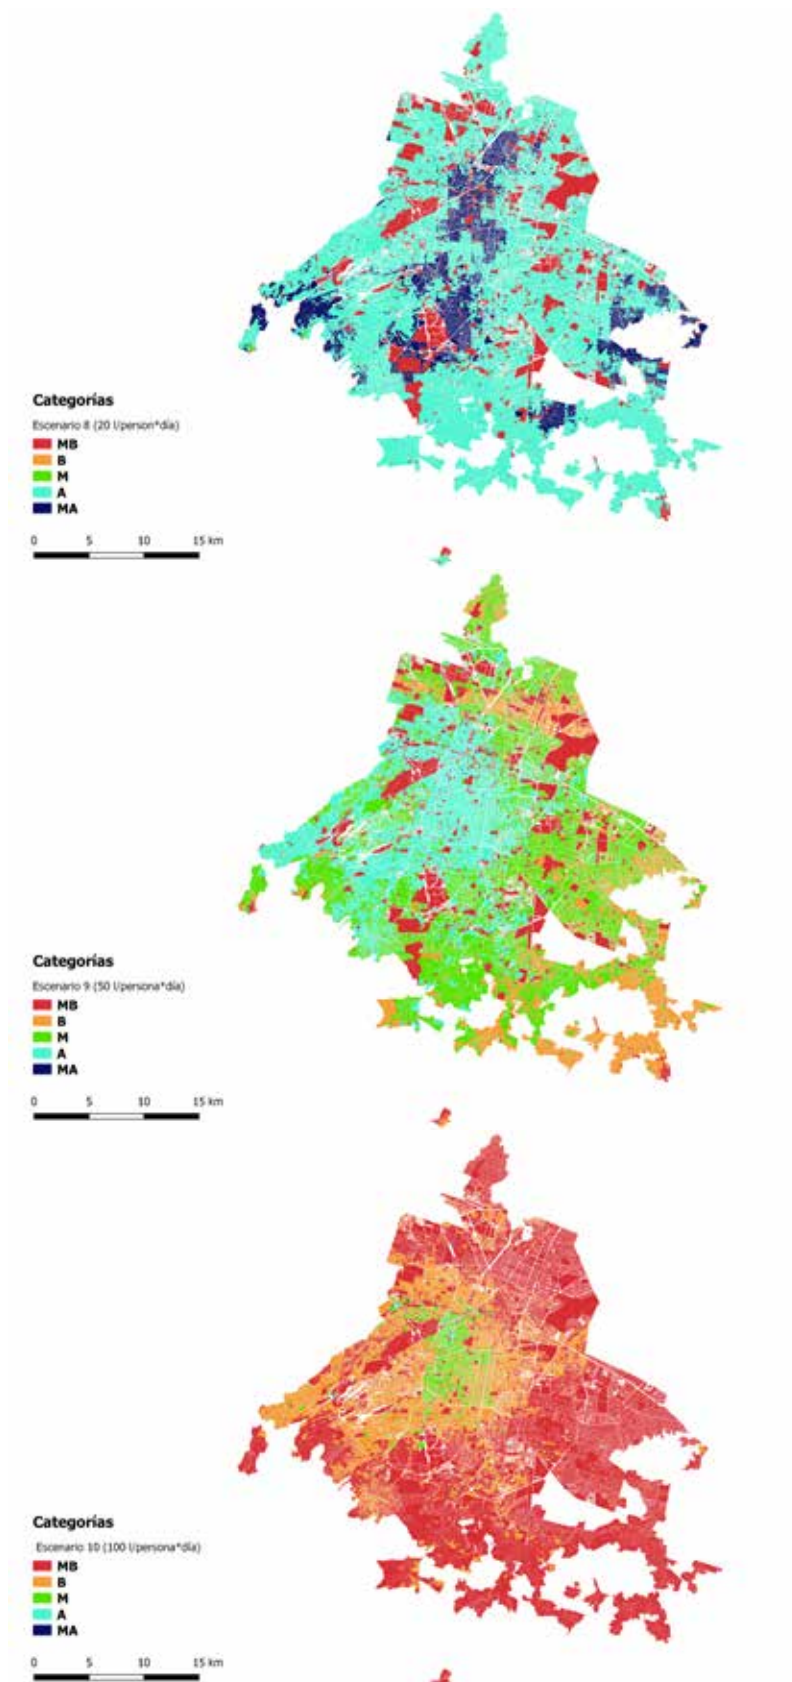 Categorías
Escenario 8 (20 l/person*día)
MB
B
M
A
MA
0 5 10 15 km
Categorías
Escenario 9 (50 l/persona*día)
MB
B
M
A
MA
0 5 10 15 km
Categorías
Escenario 10 (100 l/persona*día)
MB
B
M
A
MA
0 5 10 15 km